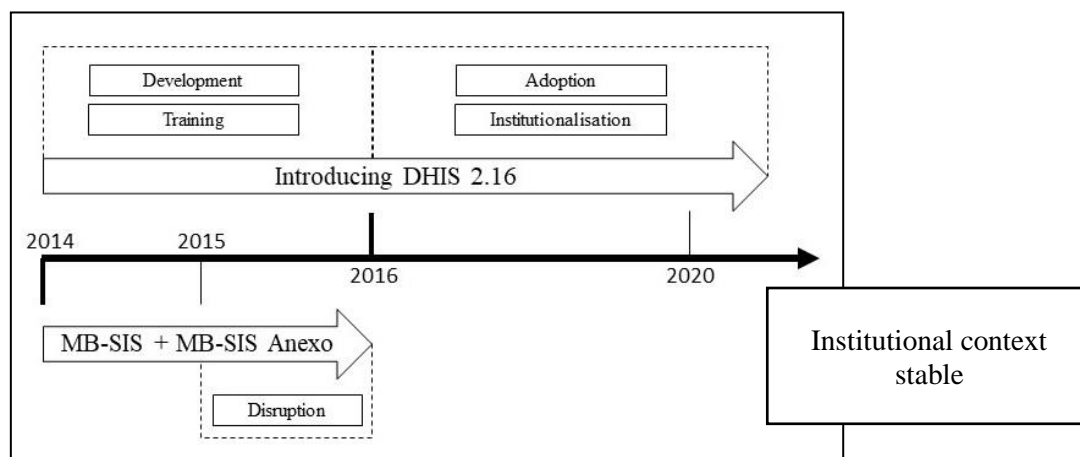 Development
Adoption
Training
Institutionalisation
Introducing DHIS 2.16
2014
2015
2016
2020
MB-SIS + MB-SIS Anexo
Disruption
Institutional context
stable